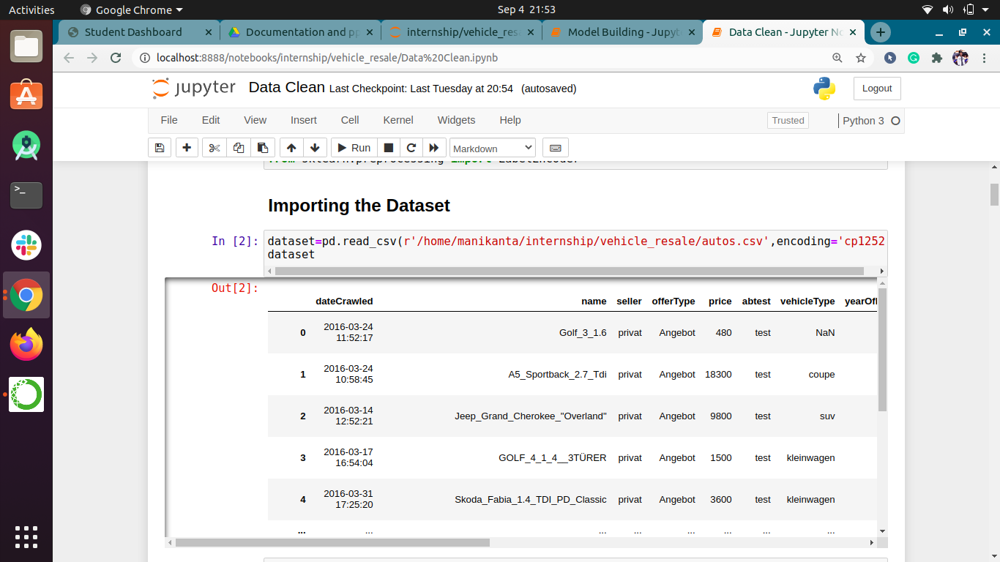 Activities
Google Chrome
Sep 4 21:53
Student Dashboard
Documentation and pp
internship/vehicle_res
Model Building - Jupyt
Data Clean - Jupyter No
localhost:8888/notebooks/internship/vehicle_resale/Data%20Clean.ipynb
jupyter
Data Clean Last Checkpoint: Last Tuesday at 20:54 (autosaved)
Logout
File Edit View Insert Cell Kernel Widgets Help
Trusted
Python 3
Run
Markdown
from sklearn.preprocessing import LabelEncoder
Importing the Dataset
In [2]:
dataset=pd.read_csv(r'/home/manikanta/internship/vehicle_resale/autos.csv',encoding='cp1252
dataset
Out[2]:
dateCrawled name seller offerType price abtest vehicleType yearOf
0 2016-03-24 11:52:17 Golf_3_1.6 privat Angebot 480 test NaN
1 2016-03-24 10:58:45 A5_Sportback_2.7_Tdi privat Angebot 18300 test coupe
2 2016-03-14 12:52:21 Jeep_Grand_Cherokee_"Overland" privat Angebot 9800 test suv
3 2016-03-17 16:54:04 GOLF_4_1_4__3TÜRER privat Angebot 1500 test kleinwagen
4 2016-03-31 17:25:20 Skoda_Fabia_1.4_TDI_PD_Classic privat Angebot 3600 test kleinwagen
... ... ... ... ... ... ... ...